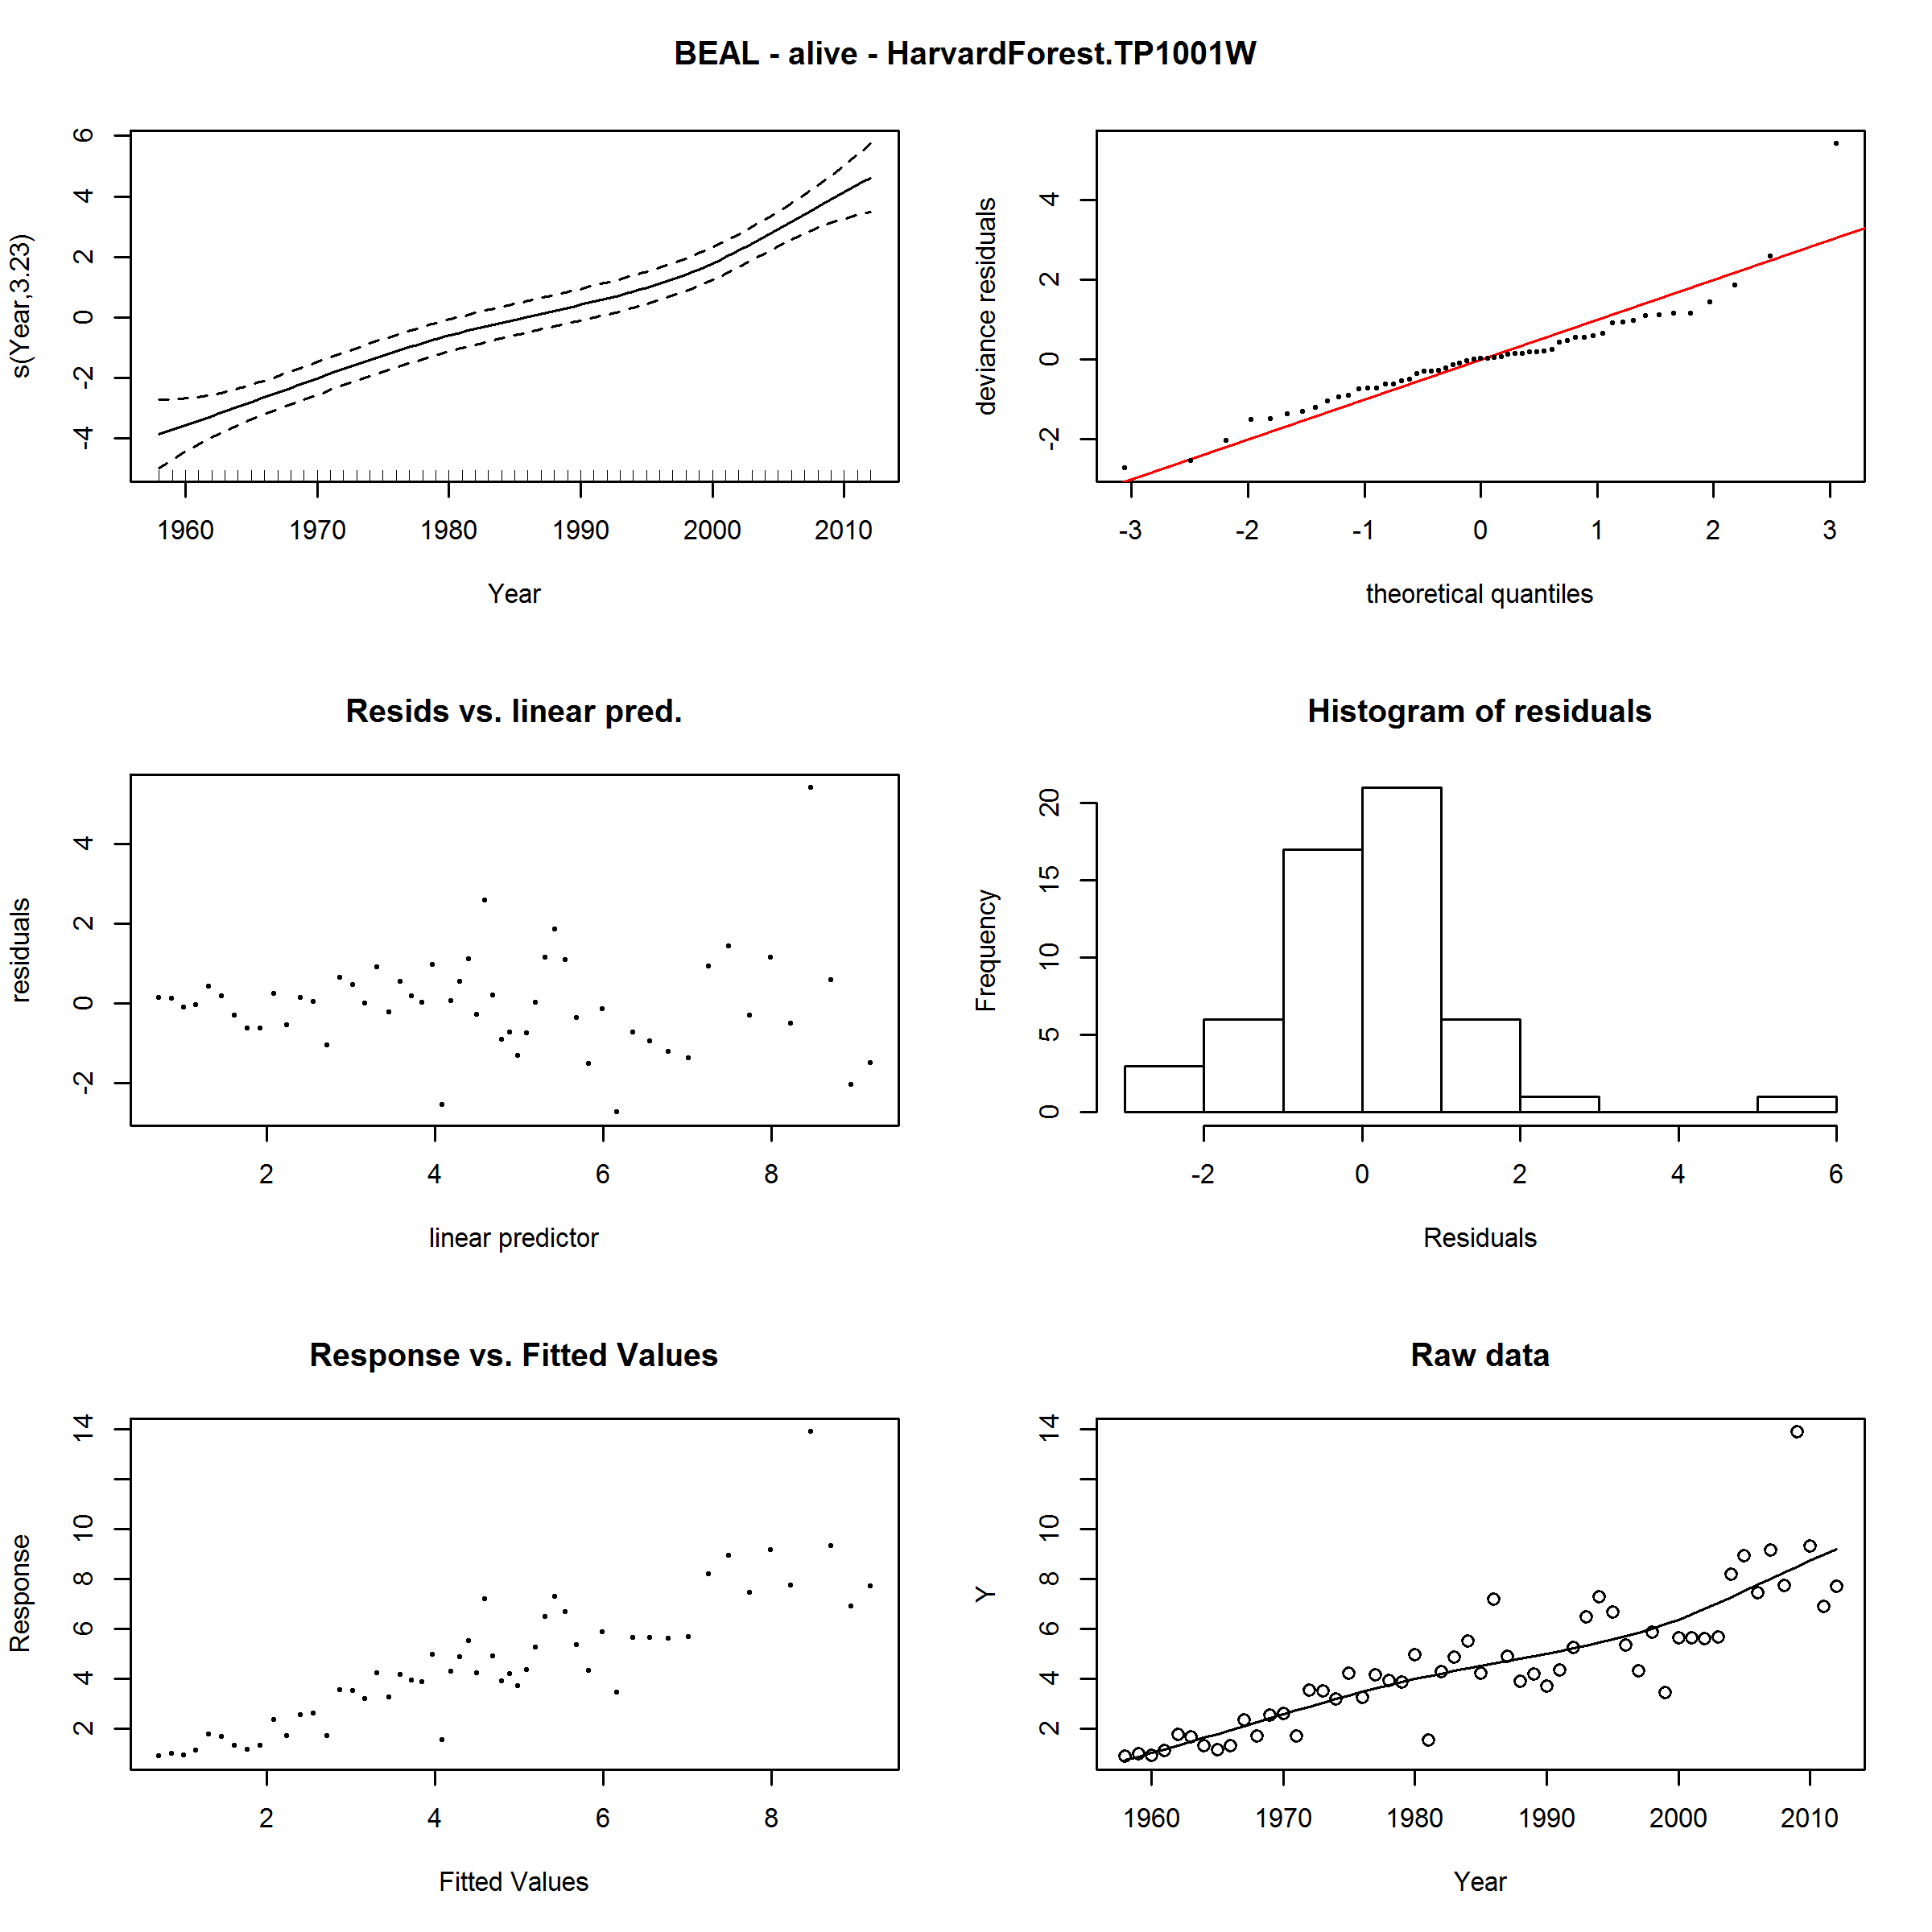 BEAL - alive - HarvardForest.TP1001W
s(Year,3.23)
6
4
2
0
-2
-4
1960 1970 1980 1990 2000 2010
Year
deviance residuals
4
2
0
-2
-3 -2 -1 0 1 2 3
theoretical quantiles
Resids vs. linear pred.
residuals
4
2
0
-2
2 4 6 8
linear predictor
Histogram of residuals
Frequency
20
15
10
5
0
-2 0 2 4 6
Residuals
Response vs. Fitted Values
Response
14
10
8
6
4
2
2 4 6 8
Fitted Values
Raw data
Y
14
10
8
6
4
2
1960 1970 1980 1990 2000 2010
Year